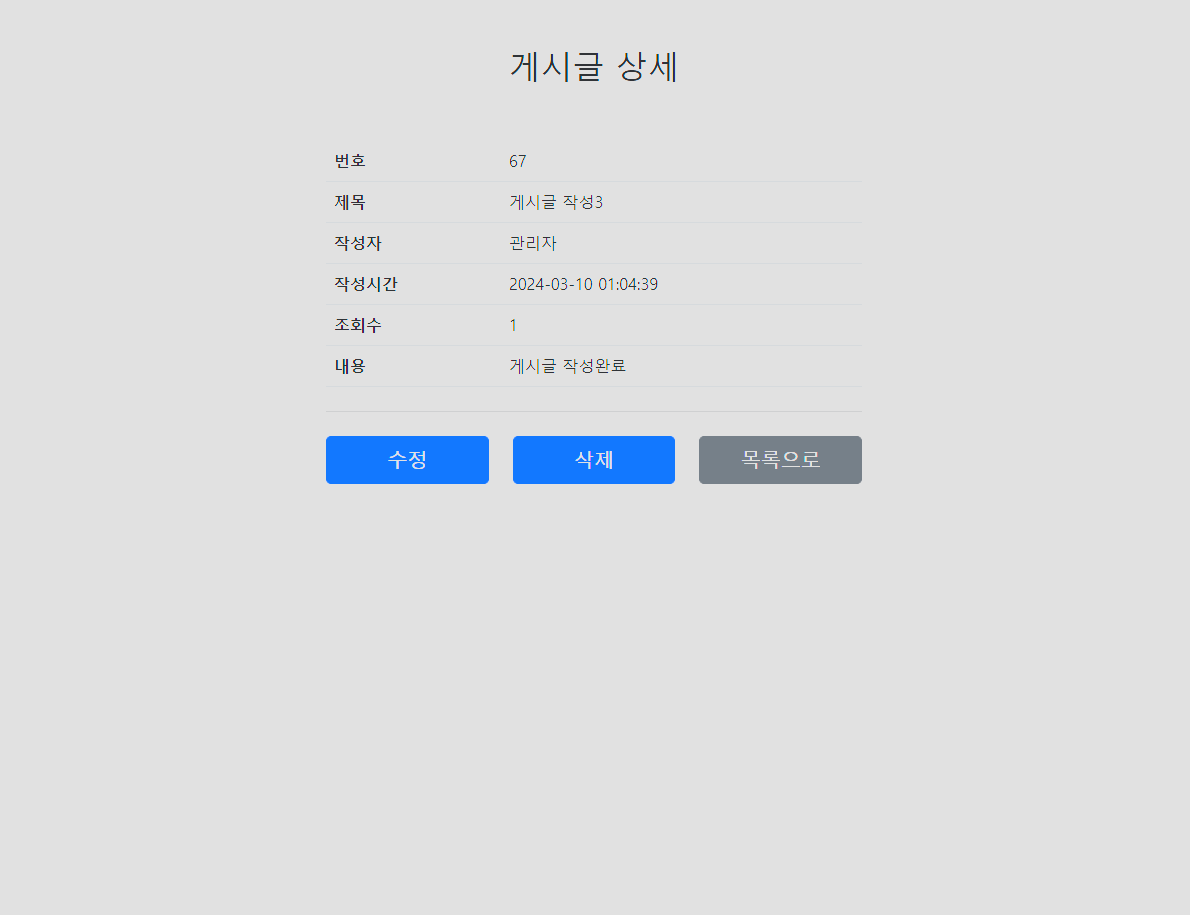 게시글 상세
번호 67
제목 게시글 작성3
작성자 관리자
작성시간 2024-03-10 01:04:39
조회수 1
내용 게시글 작성완료
수정 삭제 목록으로